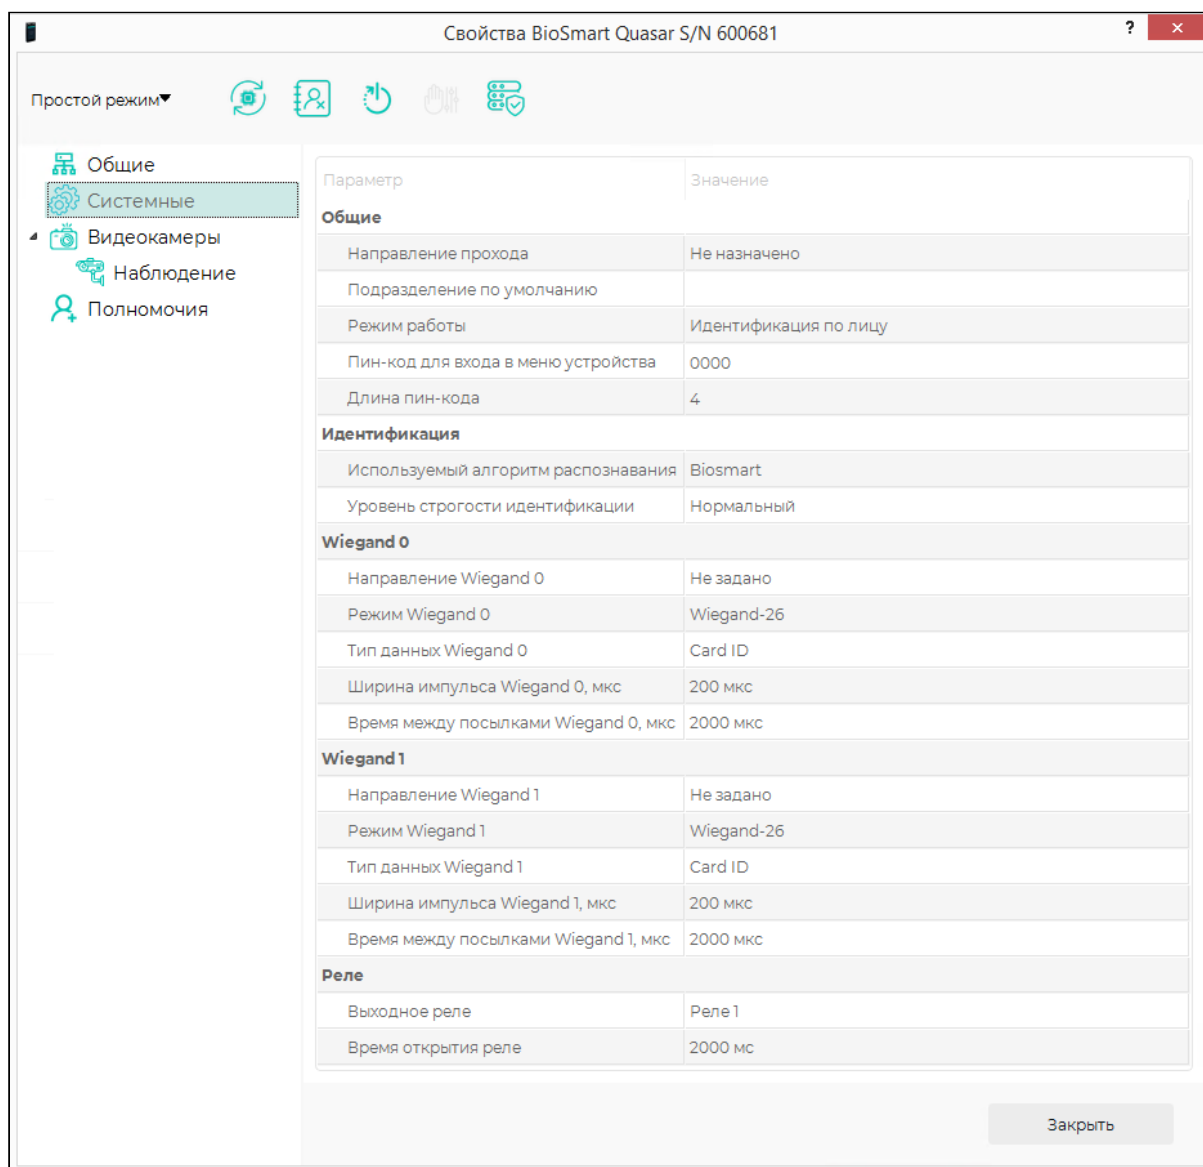 Свойства BioSmart Quasar S/N 600681
? ×
Простой режим
Общие
Системные
Видеокамеры
Наблюдение
Полномочия
Параметр Значение
Общие
Направление прохода Не назначено
Подразделение по умолчанию
Режим работы Идентификация по лицу
Пин-код для входа в меню устройства 0000
Длина пин-кода 4
Идентификация
Используемый алгоритм распознавания Biosmart
Уровень строгости идентификации Нормальный
Wiegand 0
Направление Wiegand 0 Не задано
Режим Wiegand 0 Wiegand-26
Тип данных Wiegand 0 Card ID
Ширина импульса Wiegand 0, мкс 200 мкс
Время между посылками Wiegand 0, мкс 2000 мкс
Wiegand 1
Направление Wiegand 1 Не задано
Режим Wiegand 1 Wiegand-26
Тип данных Wiegand 1 Card ID
Ширина импульса Wiegand 1, мкс 200 мкс
Время между посылками Wiegand 1, мкс 2000 мкс
Реле
Выходное реле Реле 1
Время открытия реле 2000 мс
Закрыть